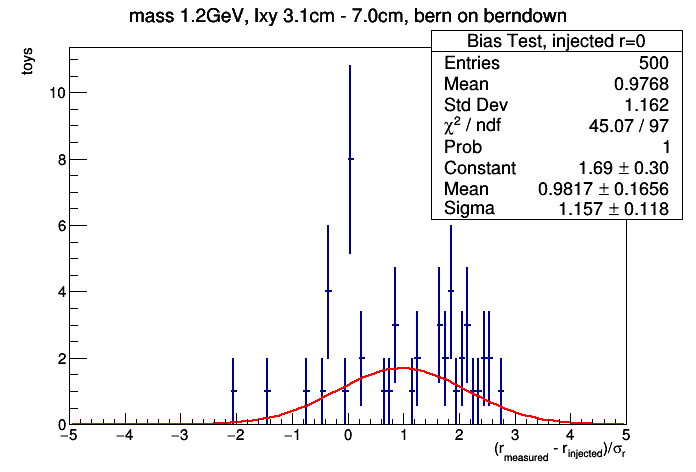 mass 1.2GeV, lxy 3.1cm - 7.0cm, bern on berndown
toys
Bias Test, injected r=0
Entries 500
Mean 0.9768
Std Dev 1.162
χ² / ndf 45.07 / 97
Prob 1
Constant 1.69 ± 0.30
Mean 0.9817 ± 0.1656
Sigma 1.157 ± 0.118
10
8
6
4
2
0
−5 −4 −3 −2 −1 0 1 2 3 4 5
(r_measured - r_injected)/σ_r